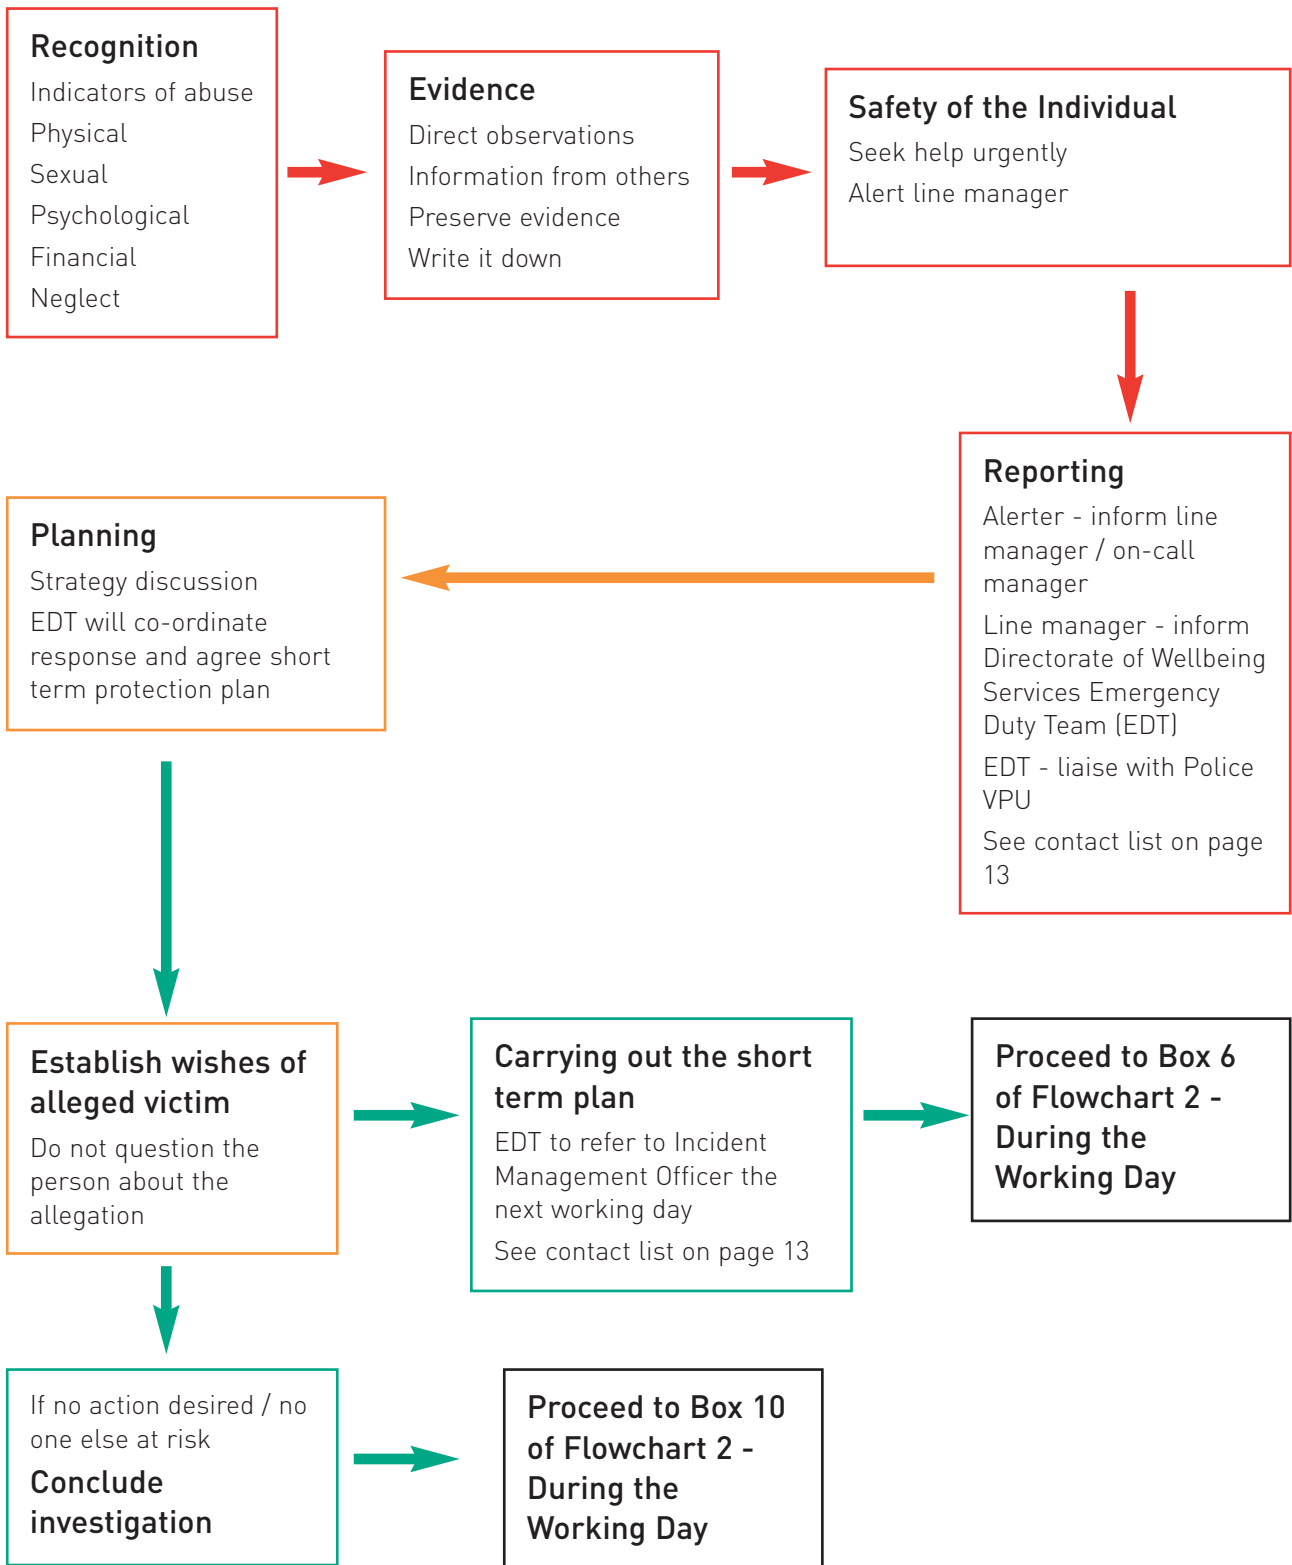 Recognition
Indicators of abuse
Physical
Sexual
Psychological
Financial
Neglect
Evidence
Direct observations
Information from others
Preserve evidence
Write it down
Safety of the Individual
Seek help urgently
Alert line manager
Reporting
Alerter - inform line
manager / on-call
manager
Line manager - inform
Directorate of Wellbeing
Services Emergency
Duty Team (EDT)
EDT - liaise with Police
VPU
See contact list on page
13
Planning
Strategy discussion
EDT will co-ordinate
response and agree short
term protection plan
Establish wishes of
alleged victim
Do not question the
person about the
allegation
Carrying out the short
term plan
EDT to refer to Incident
Management Officer the
next working day
See contact list on page 13
Proceed to Box 6
of Flowchart 2 -
During the
Working Day
If no action desired / no
one else at risk
Conclude
investigation
Proceed to Box 10
of Flowchart 2 -
During the
Working Day